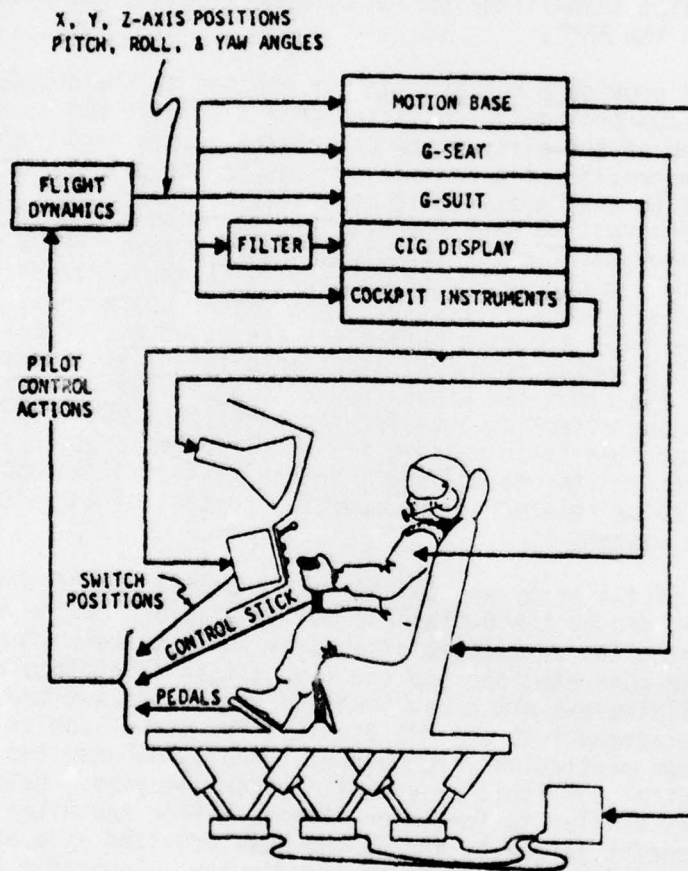 X, Y, Z-AXIS POSITIONS
PITCH, ROLL, & YAW ANGLES
MOTION BASE
G-SEAT
FLIGHT
DYNAMICS
G-SUIT
FILTER
CIG DISPLAY
COCKPIT INSTRUMENTS
PILOT
CONTROL
ACTIONS
SWITCH
POSITIONS
CONTROL STICK
PEDALS